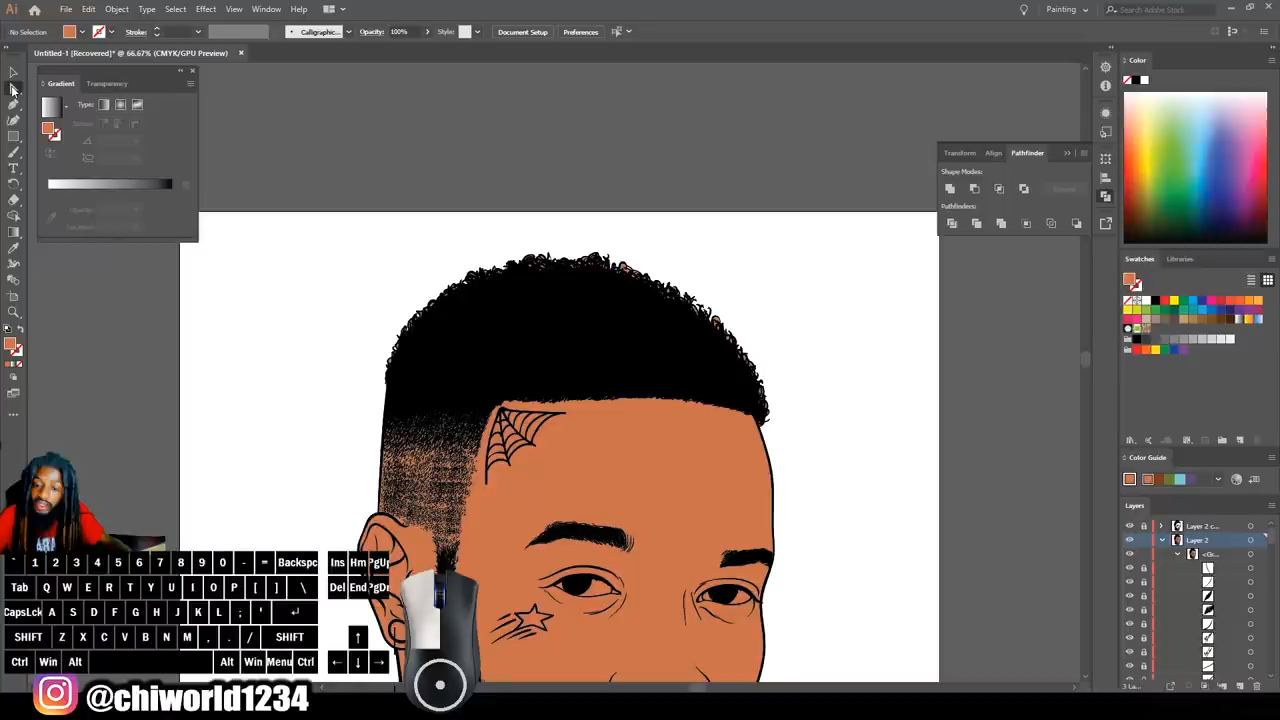 Ai File Edit Object Type Select Effect View Window Help Painting Search Adobe Stock
No Selection Stroke: Calligraphic... Opacity: 100% Style: Document Setup Preferences
Untitled-1 [Recovered]* @ 66.67% (CMYK/GPU Preview)
Gradient Transparency
Type:
Color
Transform Align Pathfinder
Shape Modes:
Pathfinders:
Swatches Libraries
Color Guide
Layers
Layer 2 c...
Layer 2
<Gr...
` 1 2 3 4 5 6 7 8 9 0 - = Backspc Ins Hm PgUp
Tab Q W E R T Y U I O P [ ] \ Del End PgDn
CapsLck A S D F G H J K L ; '
SHIFT Z X C V B N M , . / SHIFT
Ctrl Win Alt Alt Win Menu Ctrl
@chiworld1234
3 La...